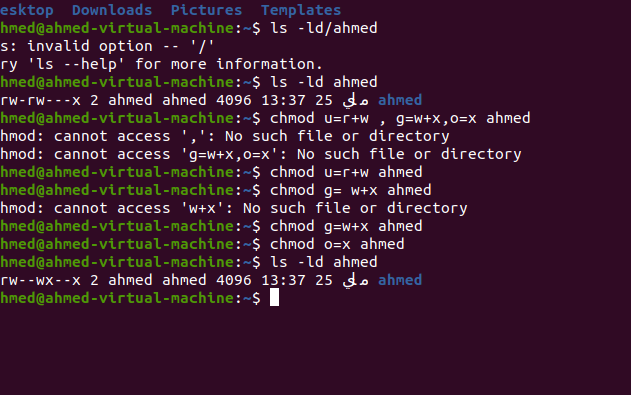 esktop  Downloads  Pictures  Templates
hmed@ahmed-virtual-machine:~$ ls -ld/ahmed
s: invalid option -- '/'
ry 'ls --help' for more information.
hmed@ahmed-virtual-machine:~$ ls -ld ahmed
rw-rw---x 2 ahmed ahmed 4096 13:37 25 ماي ahmed
hmed@ahmed-virtual-machine:~$ chmod u=r+w , g=w+x,o=x ahmed
hmod: cannot access ',': No such file or directory
hmod: cannot access 'g=w+x,o=x': No such file or directory
hmed@ahmed-virtual-machine:~$ chmod u=r+w ahmed
hmed@ahmed-virtual-machine:~$ chmod g= w+x ahmed
hmod: cannot access 'w+x': No such file or directory
hmed@ahmed-virtual-machine:~$ chmod g=w+x ahmed
hmed@ahmed-virtual-machine:~$ chmod o=x ahmed
hmed@ahmed-virtual-machine:~$ ls -ld ahmed
rw--wx--x 2 ahmed ahmed 4096 13:37 25 ماي ahmed
hmed@ahmed-virtual-machine:~$